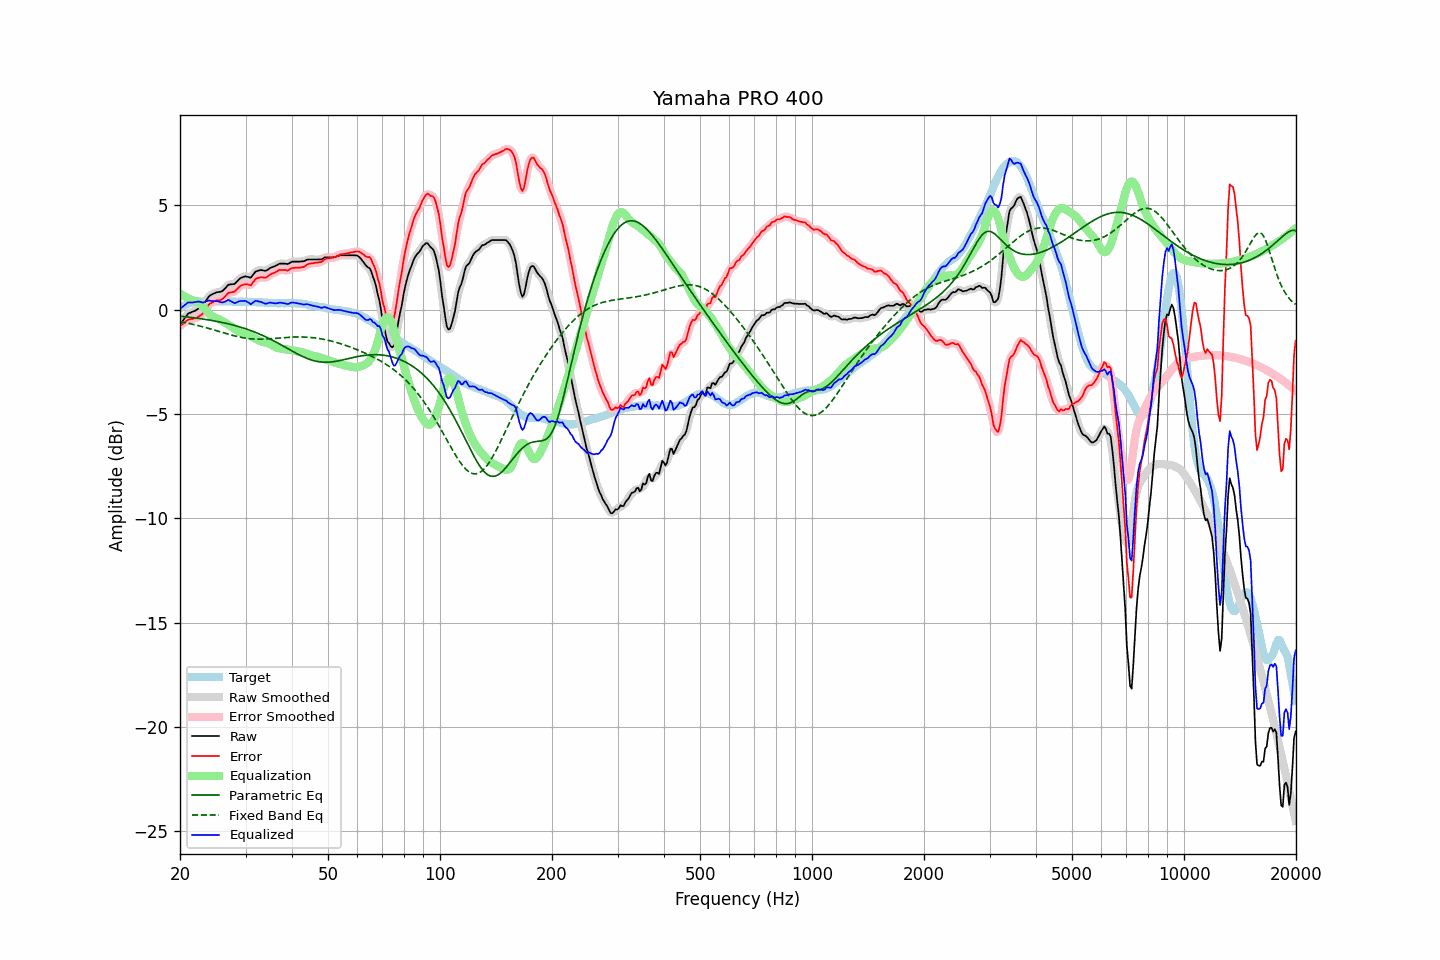 Yamaha PRO 400
Amplitude (dBr)
5
0
−5
−10
−15
−20
−25
Target
Raw Smoothed
Error Smoothed
Raw
Error
Equalization
Parametric Eq
Fixed Band Eq
Equalized
20 50 100 200 500 1000 2000 5000 10000 20000
Frequency (Hz)